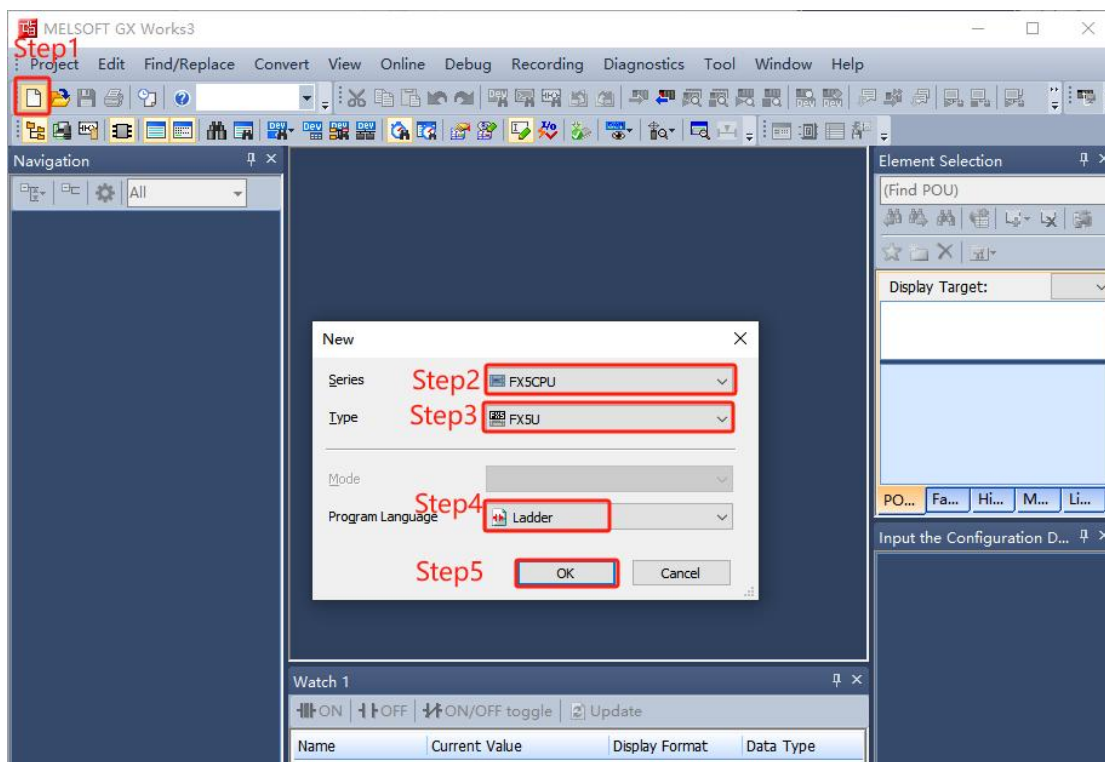 MELSOFT GX Works3
Step1
Project Edit Find/Replace Convert View Online Debug Recording Diagnostics Tool Window Help
Navigation
All
Element Selection
(Find POU)
Display Target:
New
Series Step2 FX5CPU
Type Step3 FX5U
Mode
Step4
Program Language Ladder
Step5 OK Cancel
PO... Fa... Hi... M... Li...
Input the Configuration D...
Watch 1
ON OFF ON/OFF toggle Update
Name Current Value Display Format Data Type